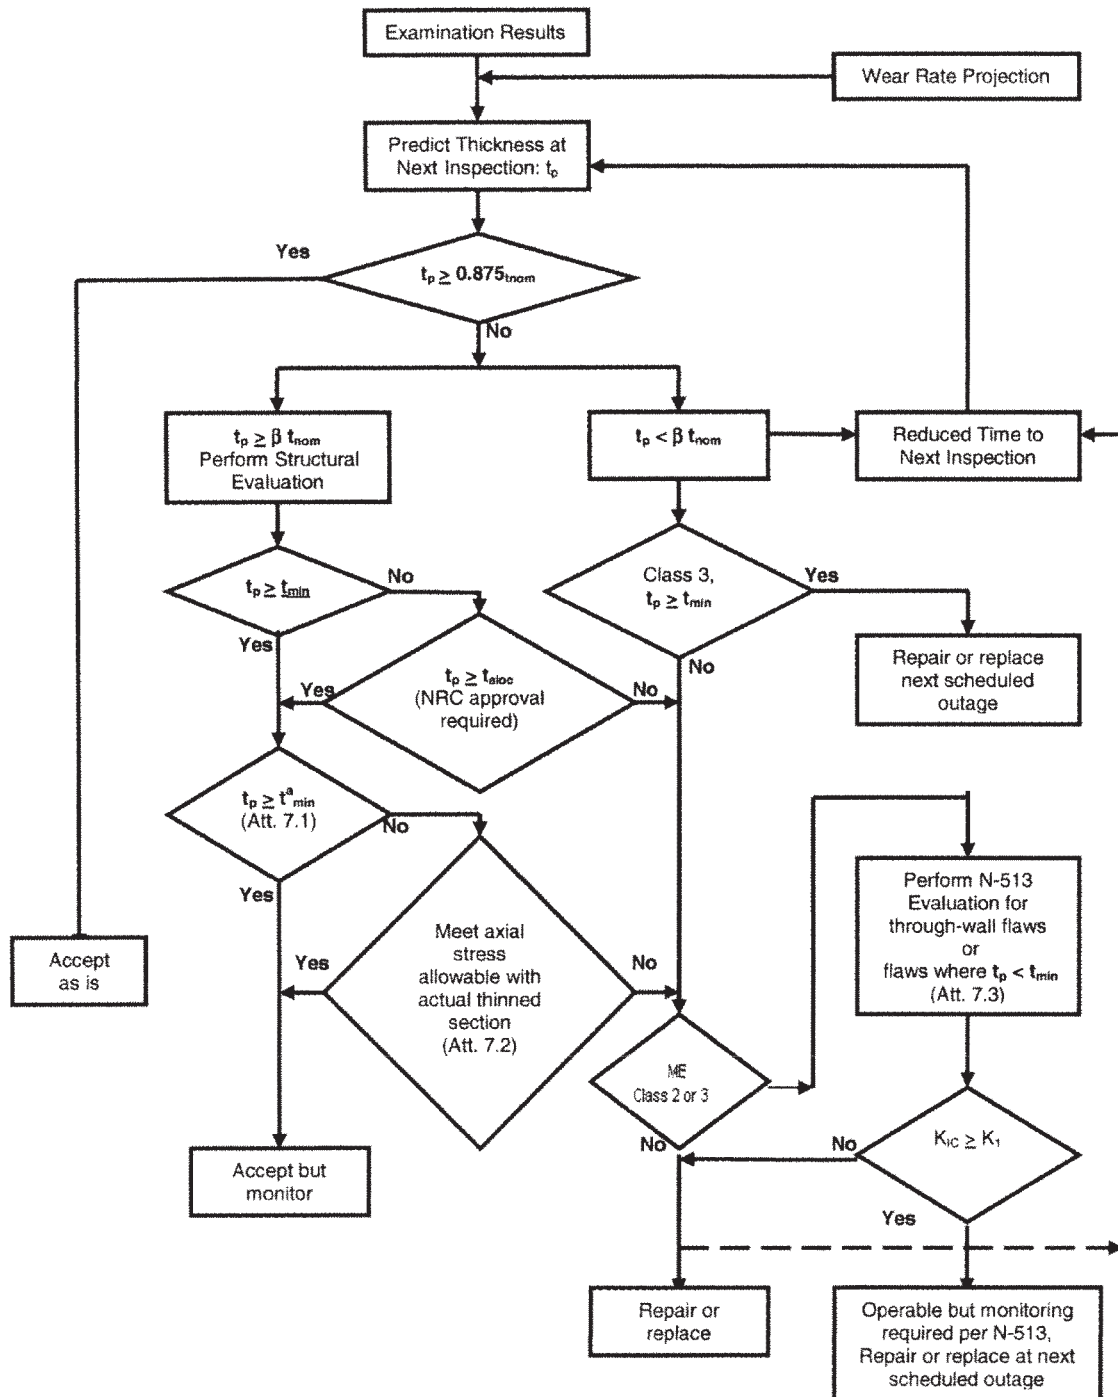 Examination Results
Wear Rate Projection
Predict Thickness at
Next Inspection: tₚ
Yes
tₚ ≥ 0.875ₜₙₒₘ
No
tₚ ≥ β tₙₒₘ
Perform Structural
Evaluation
tₚ < β tₙₒₘ
Reduced Time to
Next Inspection
tₚ ≥ tₘᵢₙ
No
Yes
Class 3,
tₚ ≥ tₘᵢₙ
Yes
No
Repair or replace
next scheduled
outage
Yes
tₚ ≥ tₐₗₒc
(NRC approval
required)
No
tₚ ≥ tᵃₘᵢₙ
(Att. 7.1)
No
Yes
Accept
as is
Meet axial
stress
allowable with
actual thinned
section
(Att. 7.2)
Yes
No
Perform N-513
Evaluation for
through-wall flaws
or
flaws where tₚ < tₘᵢₙ
(Att. 7.3)
ME
Class 2 or 3
No
No
K_IC ≥ K₁
Yes
Accept but
monitor
Repair or
replace
Operable but monitoring
required per N-513,
Repair or replace at next
scheduled outage